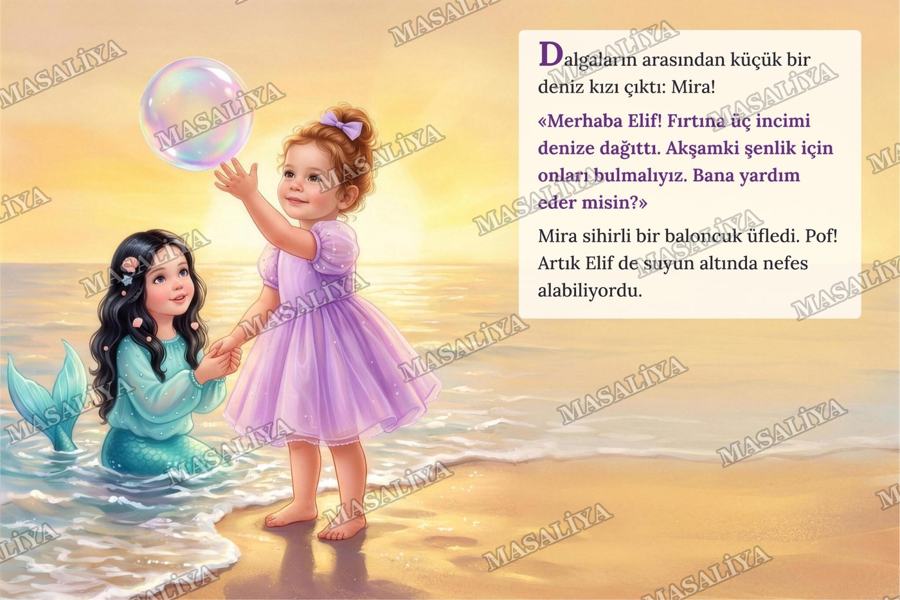 Dalgaların arasından küçük bir
deniz kızı çıktı: Mira!
«Merhaba Elif! Fırtına üç incimi
denize dağıttı. Akşamki şenlik için
onları bulmalıyız. Bana yardım
eder misin?»
Mira sihirli bir baloncuk üfledi. Pof!
Artık Elif de suyun altında nefes
alabiliyordu.
MASALİYA